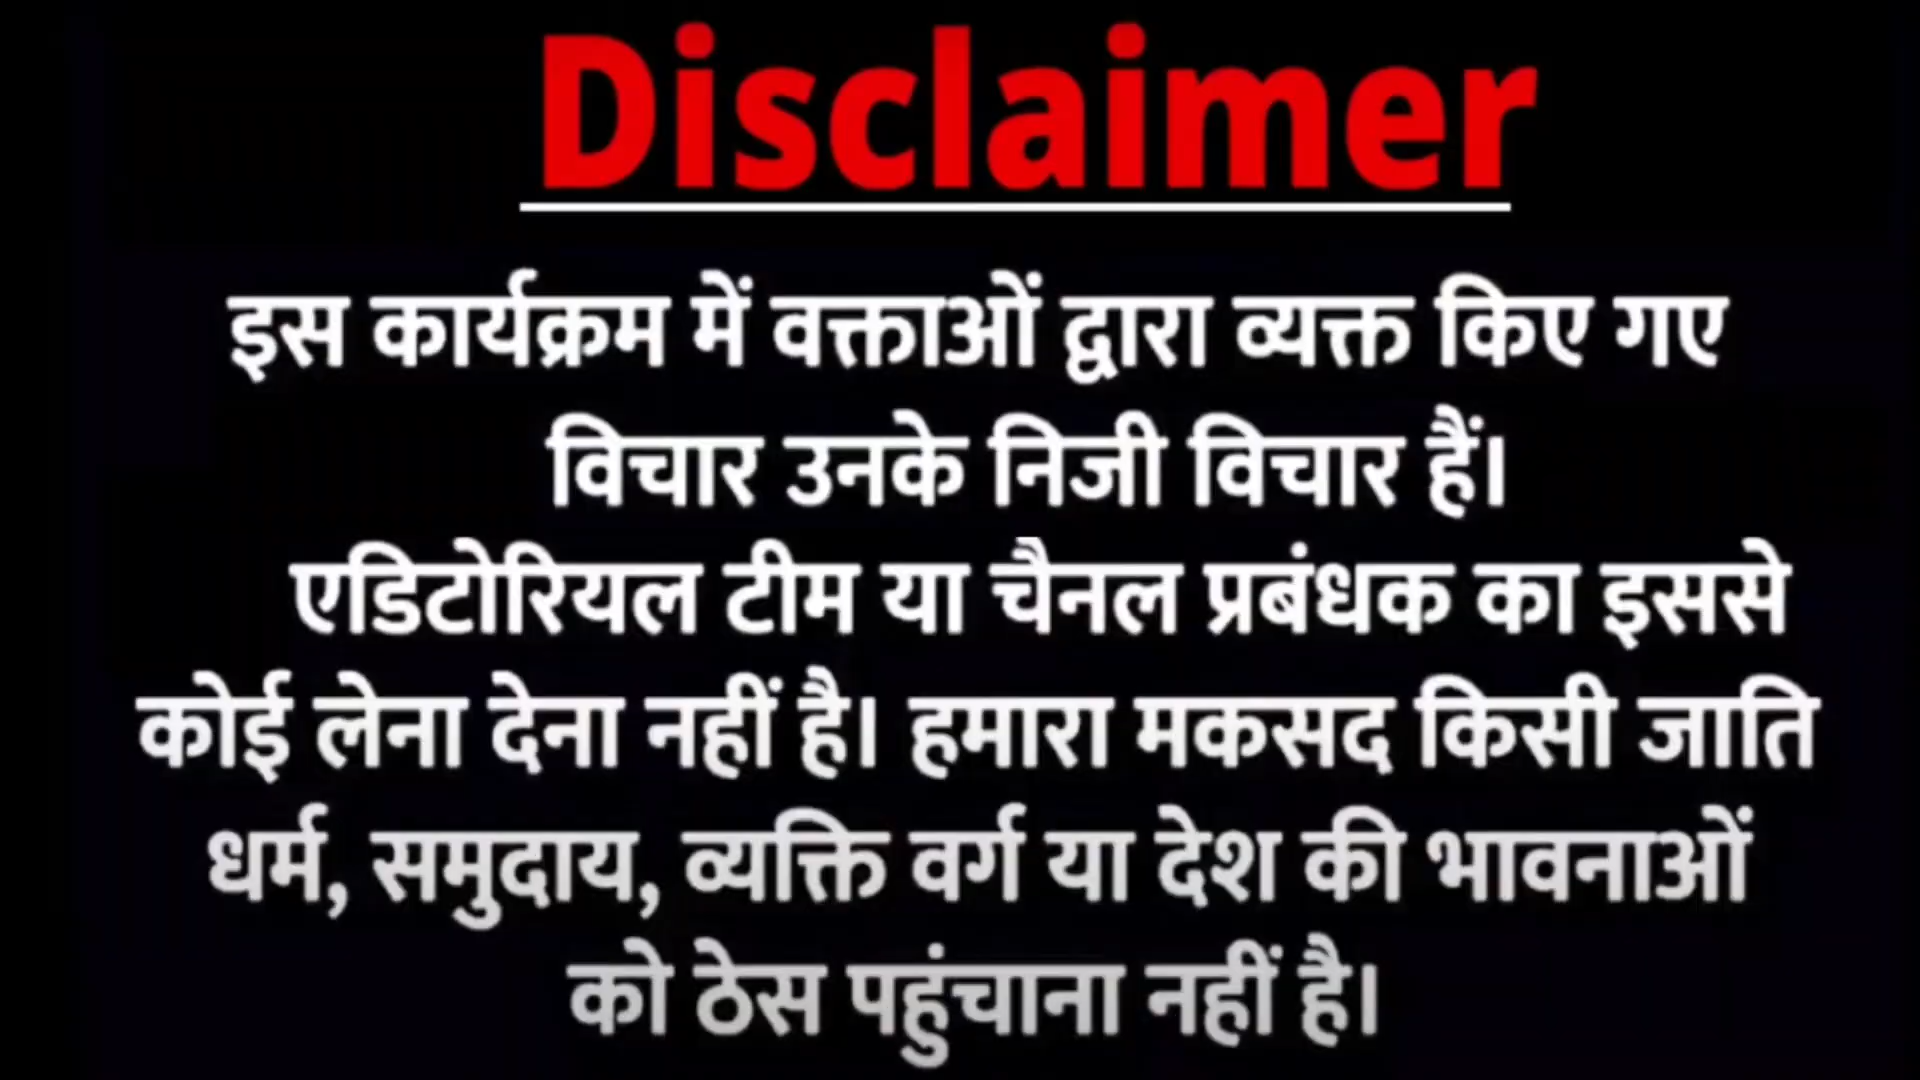 Disclaimer
इस कार्यक्रम में वक्ताओं द्वारा व्यक्त किए गए
विचार उनके निजी विचार हैं।
एडिटोरियल टीम या चैनल प्रबंधक का इससे
कोई लेना देना नहीं है। हमारा मकसद किसी जाति
धर्म, समुदाय, व्यक्ति वर्ग या देश की भावनाओं
को ठेस पहुंचाना नहीं है।